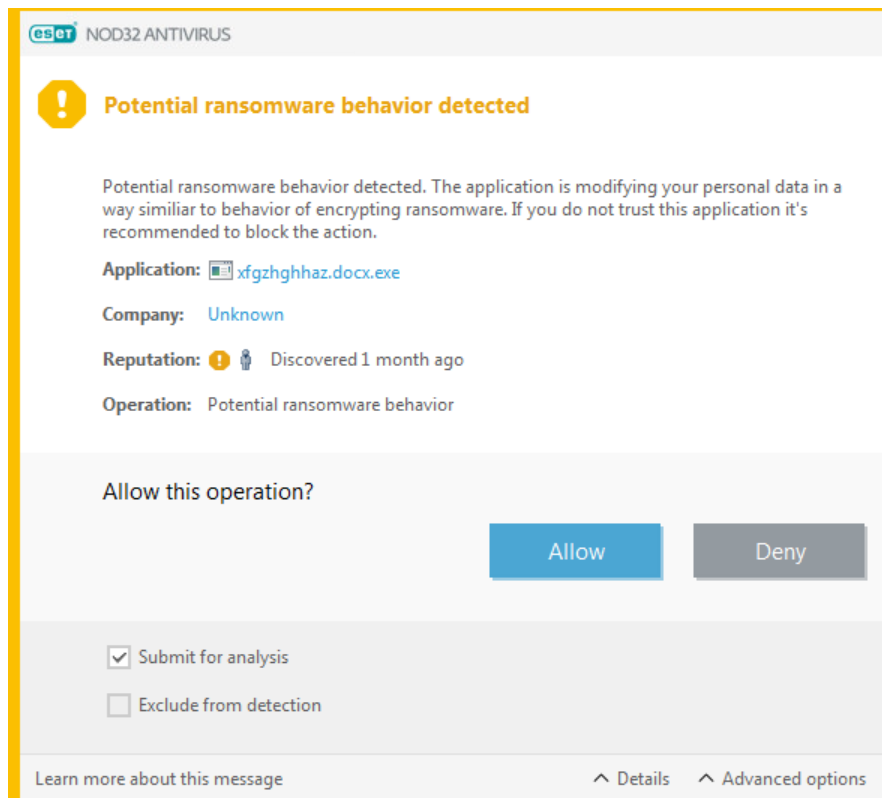 eset NOD32 ANTIVIRUS
Potential ransomware behavior detected
Potential ransomware behavior detected. The application is modifying your personal data in a
way similiar to behavior of encrypting ransomware. If you do not trust this application it's
recommended to block the action.
Application: xfgzhghhaz.docx.exe
Company: Unknown
Reputation: Discovered 1 month ago
Operation: Potential ransomware behavior
Allow this operation?
Allow Deny
Submit for analysis
Exclude from detection
Learn more about this message Details Advanced options